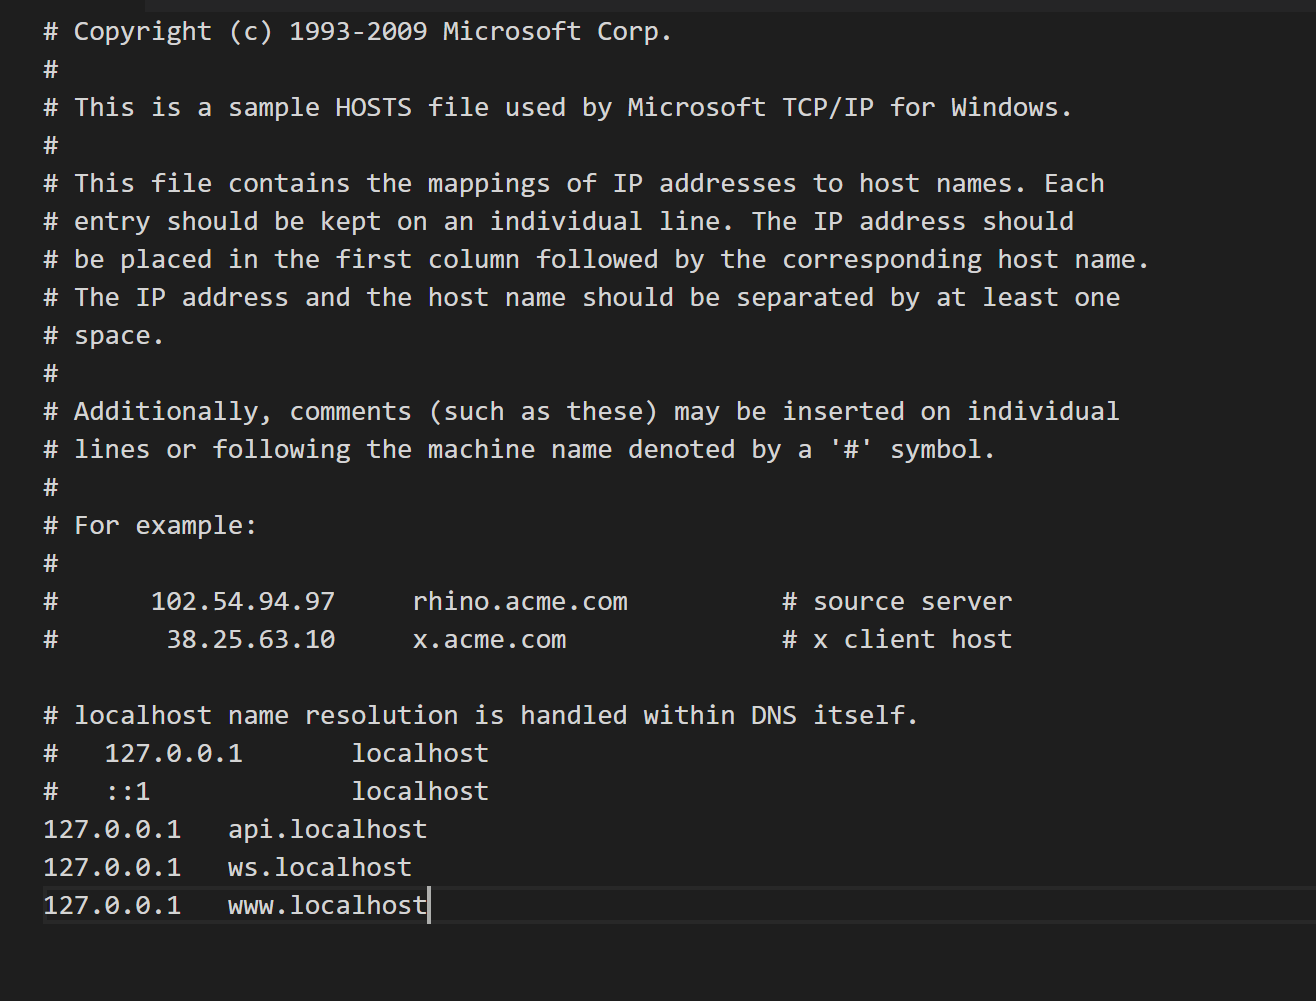 # Copyright (c) 1993-2009 Microsoft Corp.
#
# This is a sample HOSTS file used by Microsoft TCP/IP for Windows.
#
# This file contains the mappings of IP addresses to host names. Each
# entry should be kept on an individual line. The IP address should
# be placed in the first column followed by the corresponding host name.
# The IP address and the host name should be separated by at least one
# space.
#
# Additionally, comments (such as these) may be inserted on individual
# lines or following the machine name denoted by a '#' symbol.
#
# For example:
#
#      102.54.94.97     rhino.acme.com          # source server
#       38.25.63.10     x.acme.com              # x client host

# localhost name resolution is handled within DNS itself.
#   127.0.0.1       localhost
#   ::1             localhost
127.0.0.1   api.localhost
127.0.0.1   ws.localhost
127.0.0.1   www.localhost